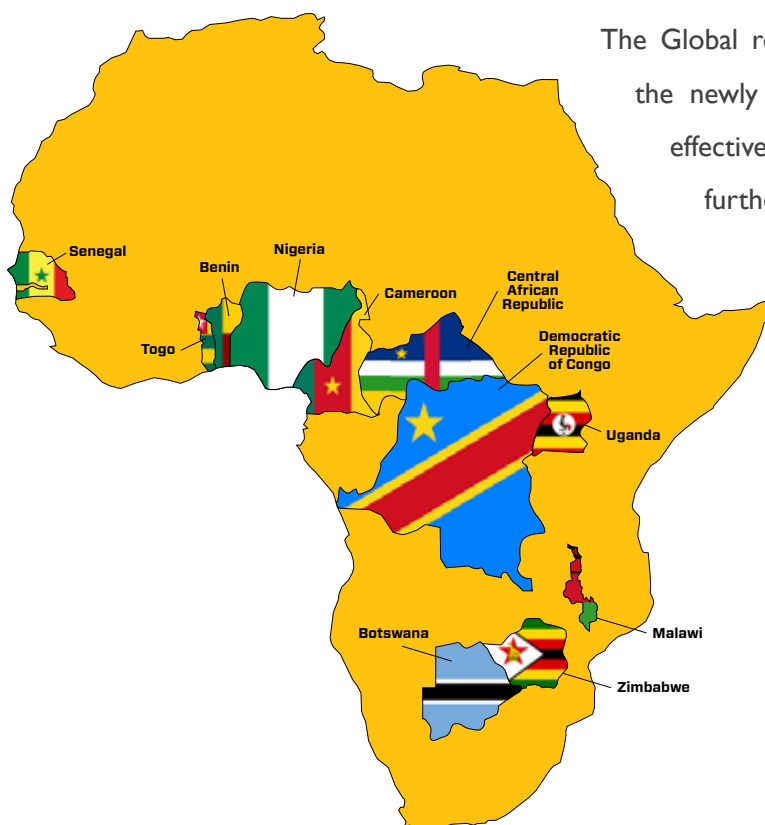 The Global
the newly
effective
furthe
Senegal
Benin
Nigeria
Cameroon
Central
African
Republic
Togo
Democratic
Republic
of Congo
Uganda
Botswana
Malawi
Zimbabwe